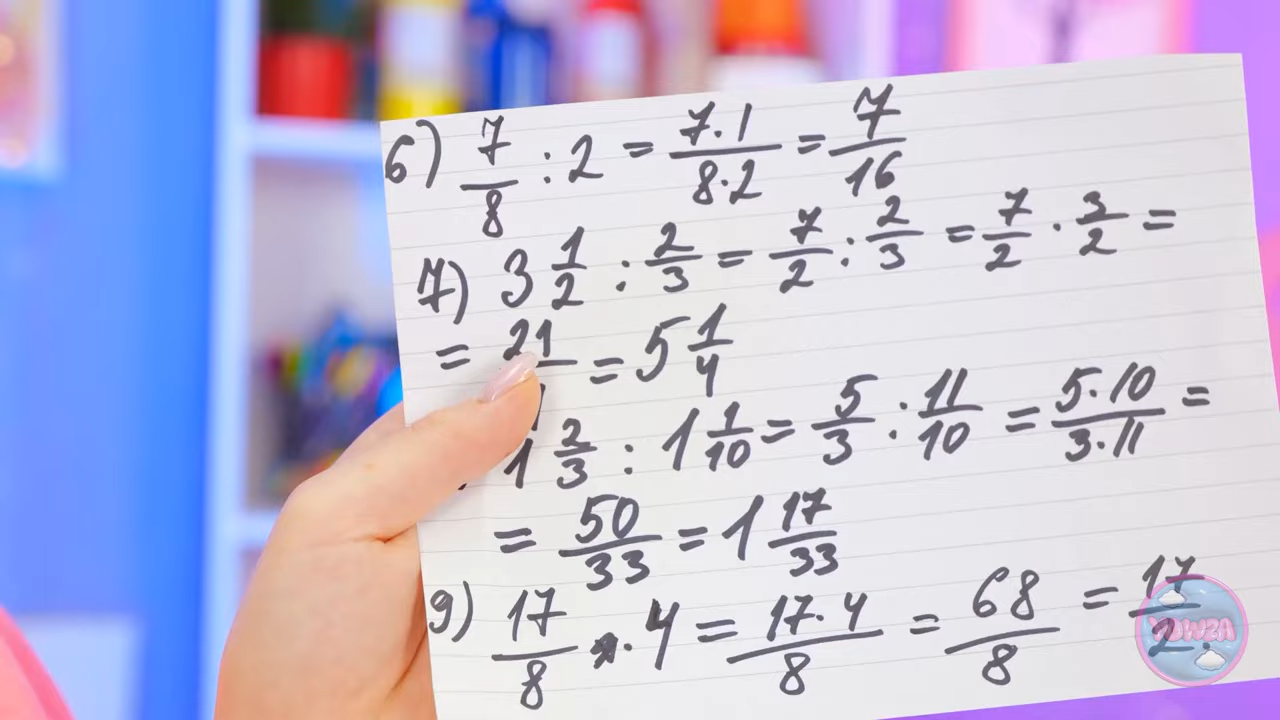 6) 7/8 : 2 = 7·1/8·2 = 7/16
7) 3 1/2 : 2/3 = 7/2 : 2/3 = 7/2 · 3/2 =
= 21/ = 5 1/4
1 2/3 : 1 1/10 = 5/3 : 11/10 = 5·10/3·11 =
= 50/33 = 1 17/33
9) 17/8 · 4 = 17·4/8 = 68/8 = 17/2
YOWZA